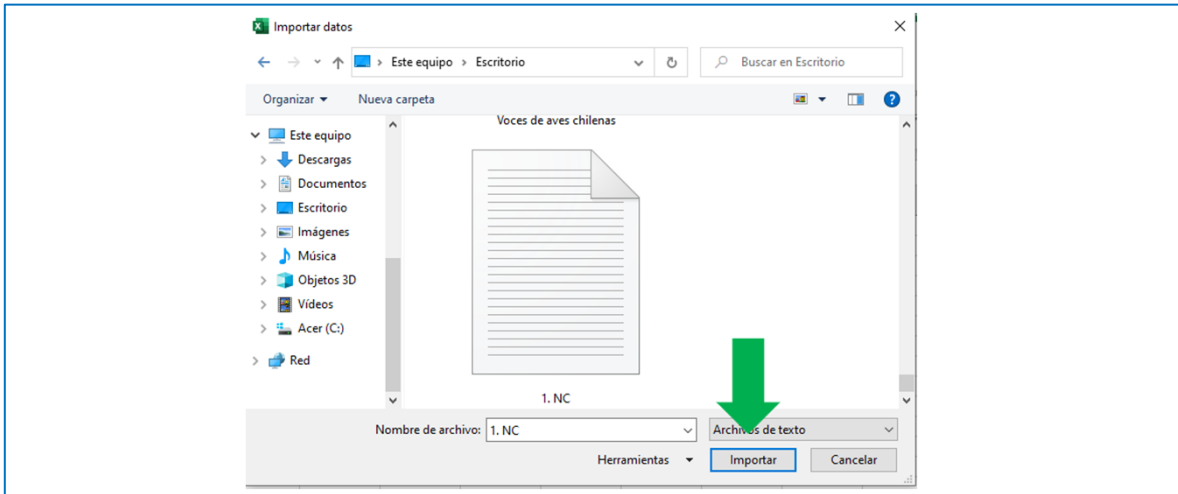 Importar datos
Este equipo > Escritorio
Buscar en Escritorio
Organizar
Nueva carpeta
Este equipo
Descargas
Documentos
Escritorio
Imágenes
Música
Objetos 3D
Vídeos
Acer (C:)
Red
Voces de aves chilenas
1. NC
Nombre de archivo: 1. NC
Archivos de texto
Herramientas
Importar
Cancelar